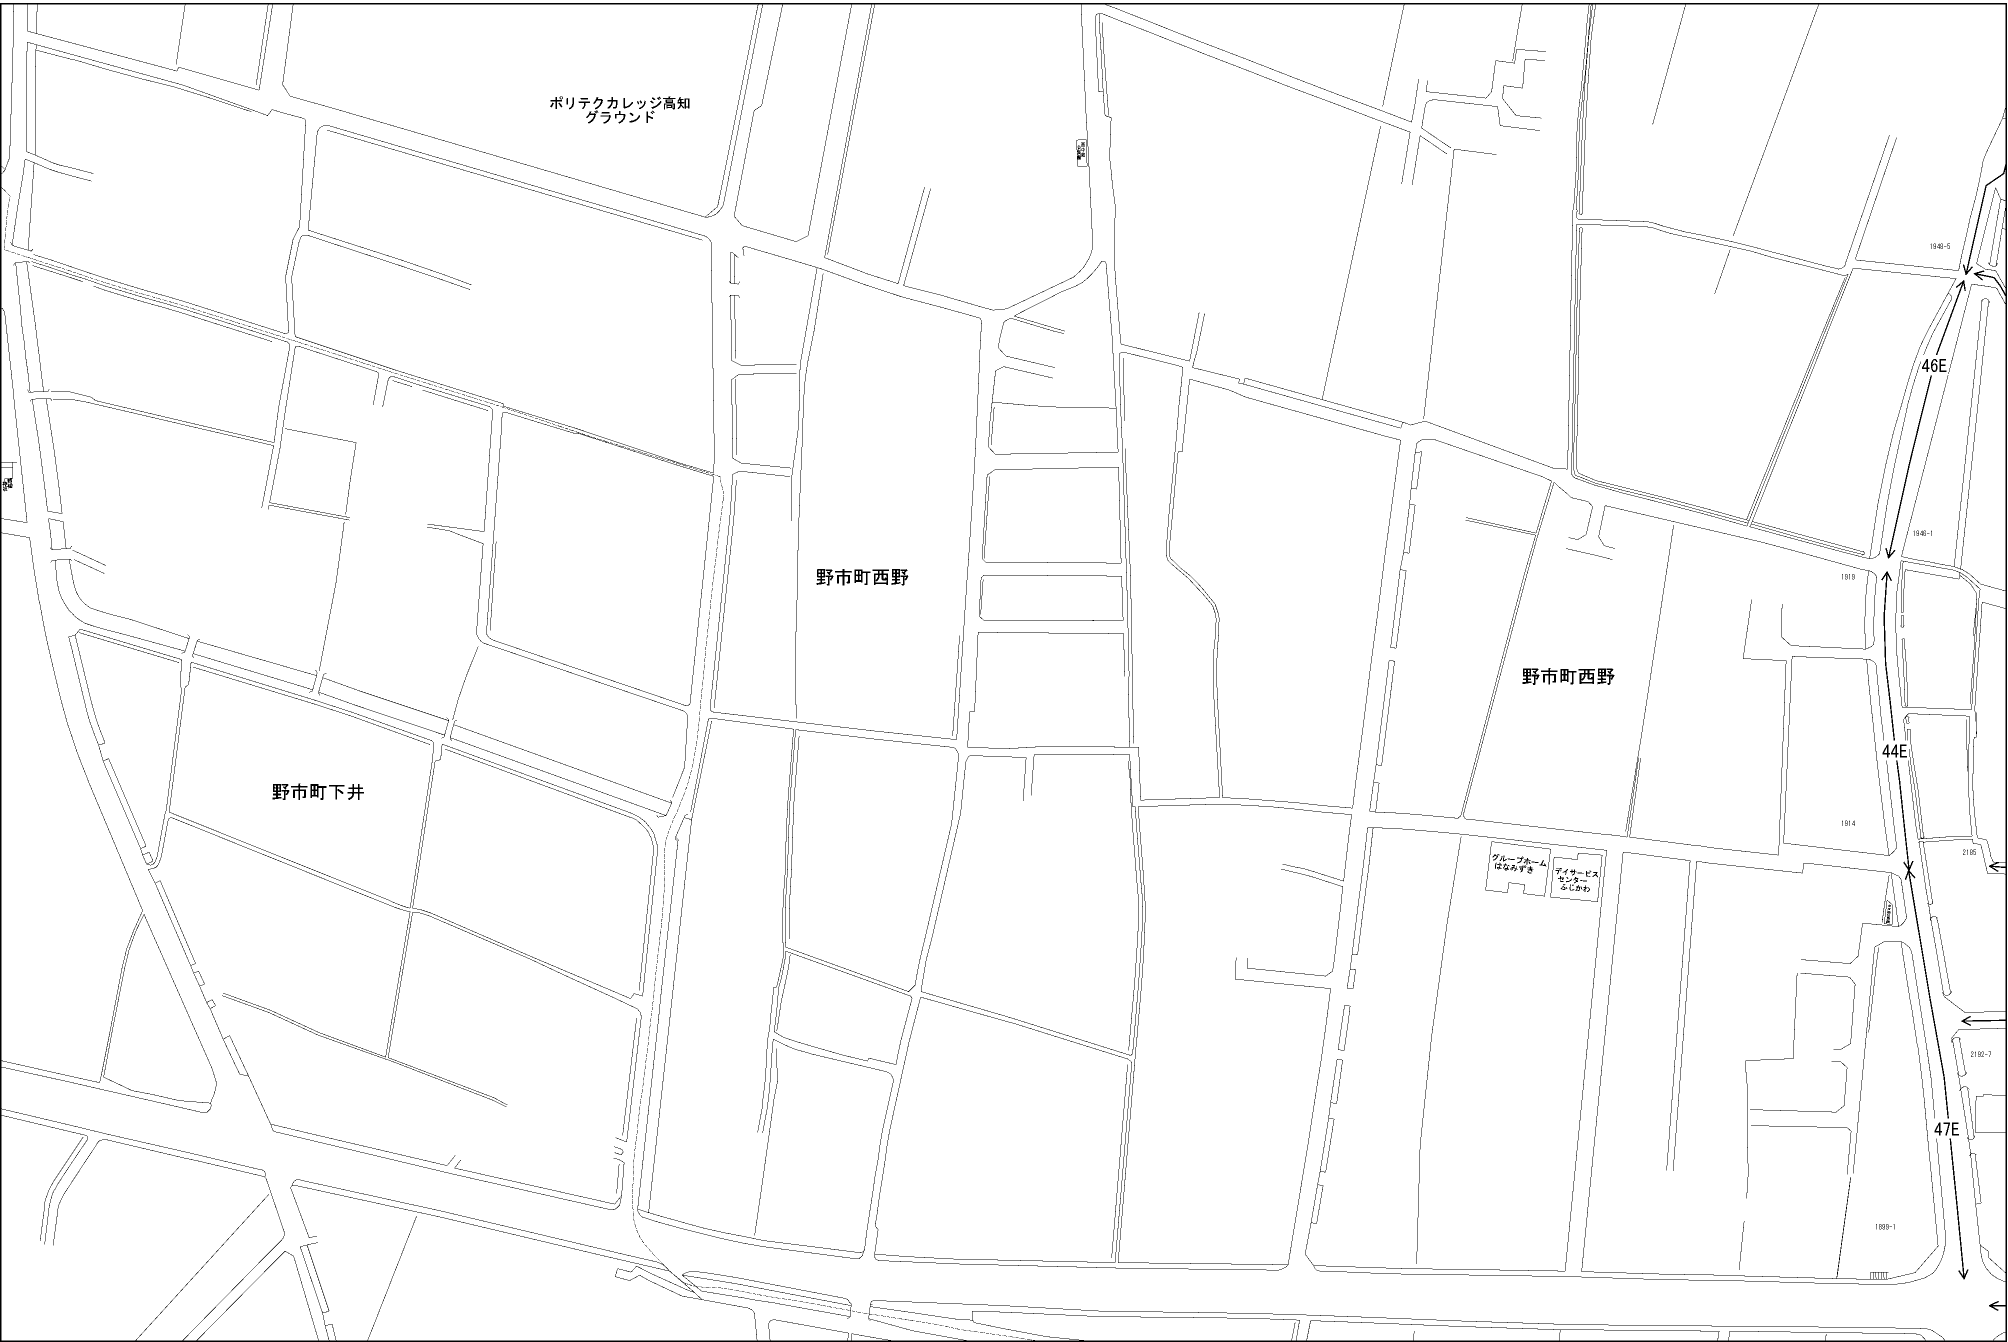 ポリテクカレッジ高知
グラウンド
1948-5
46E
1946-1
野市町西野
1919
野市町西野
44E
野市町下井
1914
2185
グループホーム
はなみずき
デイサービス
センター
ふじかわ
2192-7
47E
1899-1